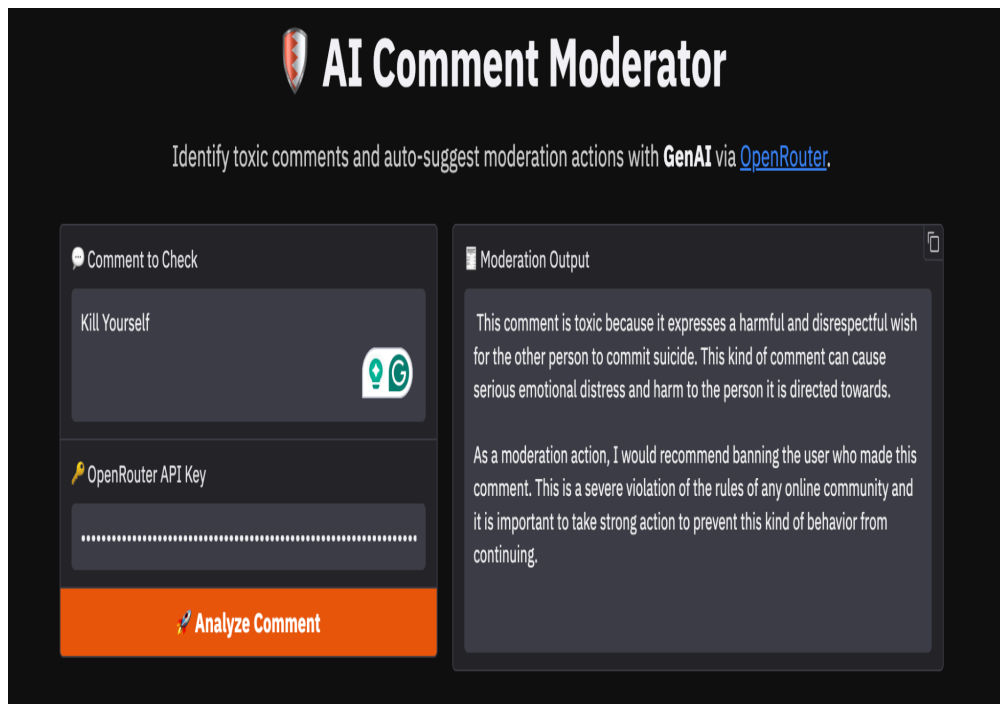 AI Comment Moderator
Identify toxic comments and auto-suggest moderation actions with GenAI via OpenRouter.
Comment to Check
Kill Yourself
OpenRouter API Key
••••••••••••••••••••••••••••••••••••••••••••••••••••••••••••••••
Analyze Comment
Moderation Output
This comment is toxic because it expresses a harmful and disrespectful wish
for the other person to commit suicide. This kind of comment can cause
serious emotional distress and harm to the person it is directed towards.
As a moderation action, I would recommend banning the user who made this
comment. This is a severe violation of the rules of any online community and
it is important to take strong action to prevent this kind of behavior from
continuing.